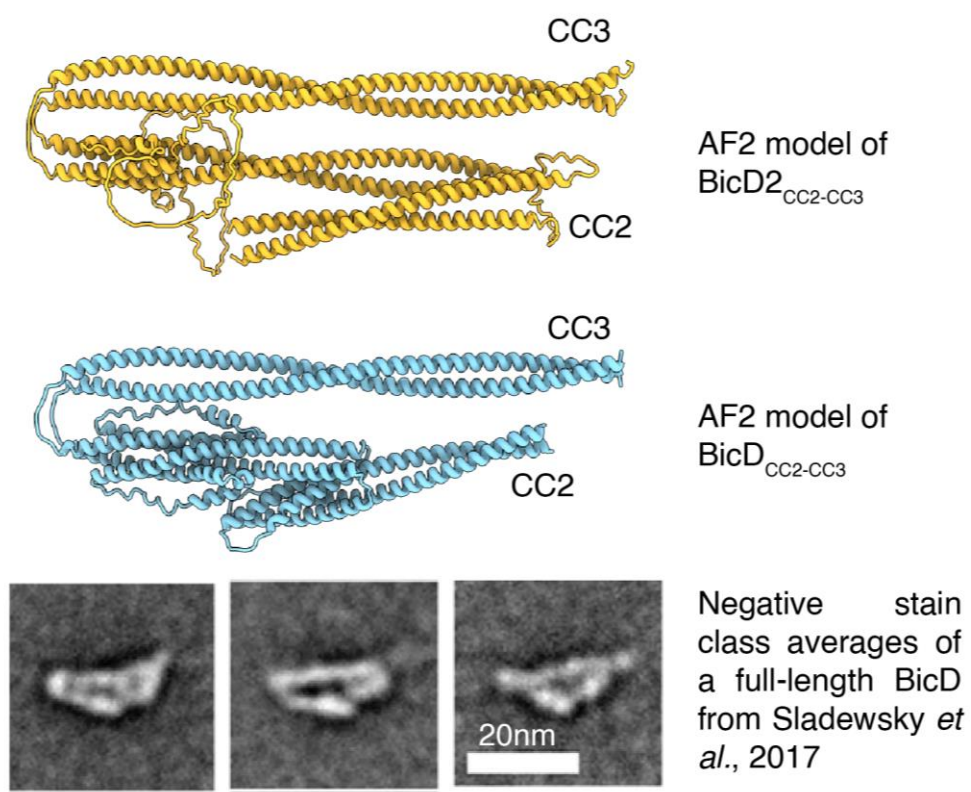 CC3
AF2 model of
BicD2CC2-CC3
CC2
CC3
AF2 model of
BicDCC2-CC3
CC2
Negative stain
class averages of
a full-length BicD
from Sladewsky et
al., 2017
20nm